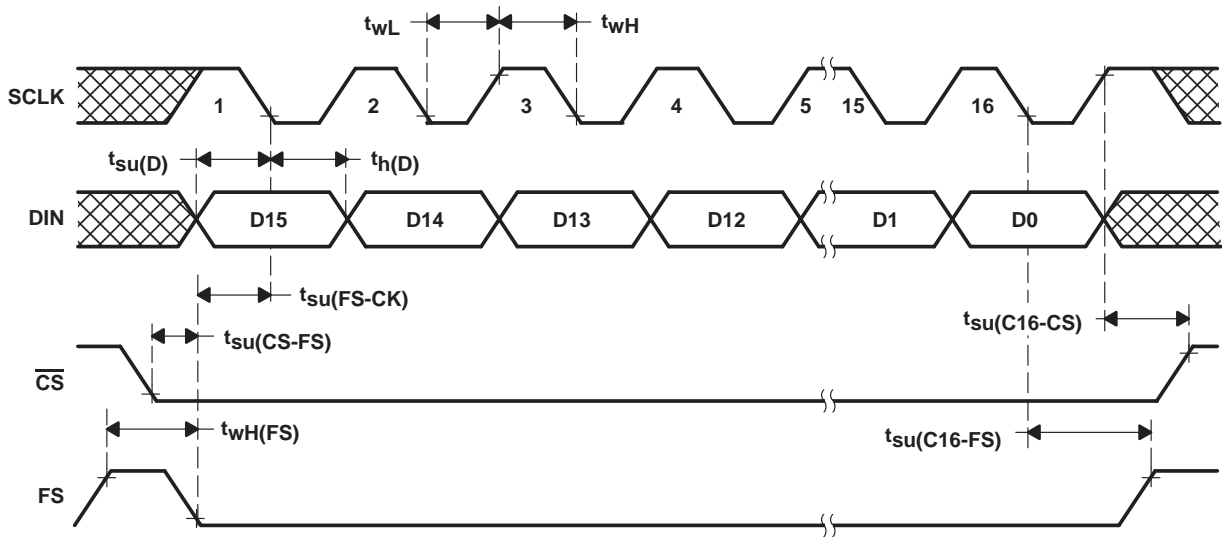 twL twH
SCLK 1 2 3 4 5 15 16
tsu(D) th(D)
DIN D15 D14 D13 D12 D1 D0
tsu(FS-CK)
tsu(CS-FS) tsu(C16-CS)
CS
twH(FS) tsu(C16-FS)
FS